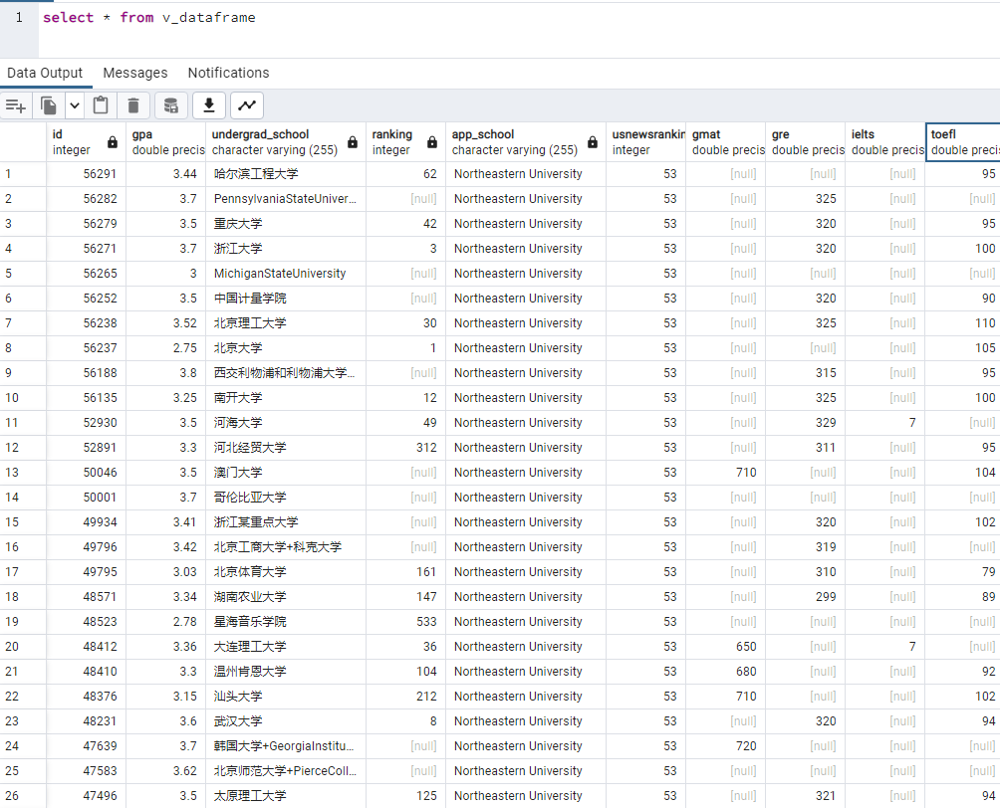 1 select * from v_dataframe
Data Output Messages Notifications
id gpa undergrad_school ranking app_school usnewsrankin gmat gre ielts toefl
integer double precis character varying (255) integer character varying (255) integer double precis double precis double precis double precis
1 56291 3.44 哈尔滨工程大学 62 Northeastern University 53 [null] [null] [null] 95
2 56282 3.7 PennsylvaniaStateUniver... [null] Northeastern University 53 [null] 325 [null] [null]
3 56279 3.5 重庆大学 42 Northeastern University 53 [null] 320 [null] 95
4 56271 3.7 浙江大学 3 Northeastern University 53 [null] 320 [null] 100
5 56265 3 MichiganStateUniversity [null] Northeastern University 53 [null] [null] [null] [null]
6 56252 3.5 中国计量学院 [null] Northeastern University 53 [null] 320 [null] 90
7 56238 3.52 北京理工大学 30 Northeastern University 53 [null] 325 [null] 110
8 56237 2.75 北京大学 1 Northeastern University 53 [null] [null] [null] 105
9 56188 3.8 西交利物浦和利物浦大学... [null] Northeastern University 53 [null] 315 [null] 95
10 56135 3.25 南开大学 12 Northeastern University 53 [null] 325 [null] 100
11 52930 3.5 河海大学 49 Northeastern University 53 [null] 329 7 [null]
12 52891 3.3 河北经贸大学 312 Northeastern University 53 [null] 311 [null] 95
13 50046 3.5 澳门大学 [null] Northeastern University 53 710 [null] [null] 104
14 50001 3.7 哥伦比亚大学 [null] Northeastern University 53 [null] [null] [null] [null]
15 49934 3.41 浙江某重点大学 [null] Northeastern University 53 [null] 320 [null] 102
16 49796 3.42 北京工商大学+科克大学 [null] Northeastern University 53 [null] 319 [null] [null]
17 49795 3.03 北京体育大学 161 Northeastern University 53 [null] 310 [null] 79
18 48571 3.34 湖南农业大学 147 Northeastern University 53 [null] 299 [null] 89
19 48523 2.78 星海音乐学院 533 Northeastern University 53 [null] [null] [null] [null]
20 48412 3.36 大连理工大学 36 Northeastern University 53 650 [null] 7 [null]
21 48410 3.3 温州肯恩大学 104 Northeastern University 53 680 [null] [null] 92
22 48376 3.15 汕头大学 212 Northeastern University 53 710 [null] [null] 102
23 48231 3.6 武汉大学 8 Northeastern University 53 [null] 320 [null] 94
24 47639 3.7 韩国大学+GeorgiaInstitu... [null] Northeastern University 53 720 [null] [null] [null]
25 47583 3.62 北京师范大学+PierceColl... [null] Northeastern University 53 [null] [null] [null] [null]
26 47496 3.5 太原理工大学 125 Northeastern University 53 [null] 321 [null] 94